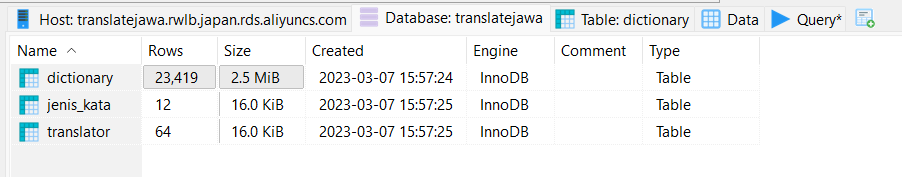 Host: translatejawa.rwlb.japan.rds.aliyuncs.com Database: translatejawa Table: dictionary Data Query*
Name Rows Size Created Engine Comment Type
dictionary 23,419 2.5 MiB 2023-03-07 15:57:24 InnoDB Table
jenis_kata 12 16.0 KiB 2023-03-07 15:57:25 InnoDB Table
translator 64 16.0 KiB 2023-03-07 15:57:25 InnoDB Table